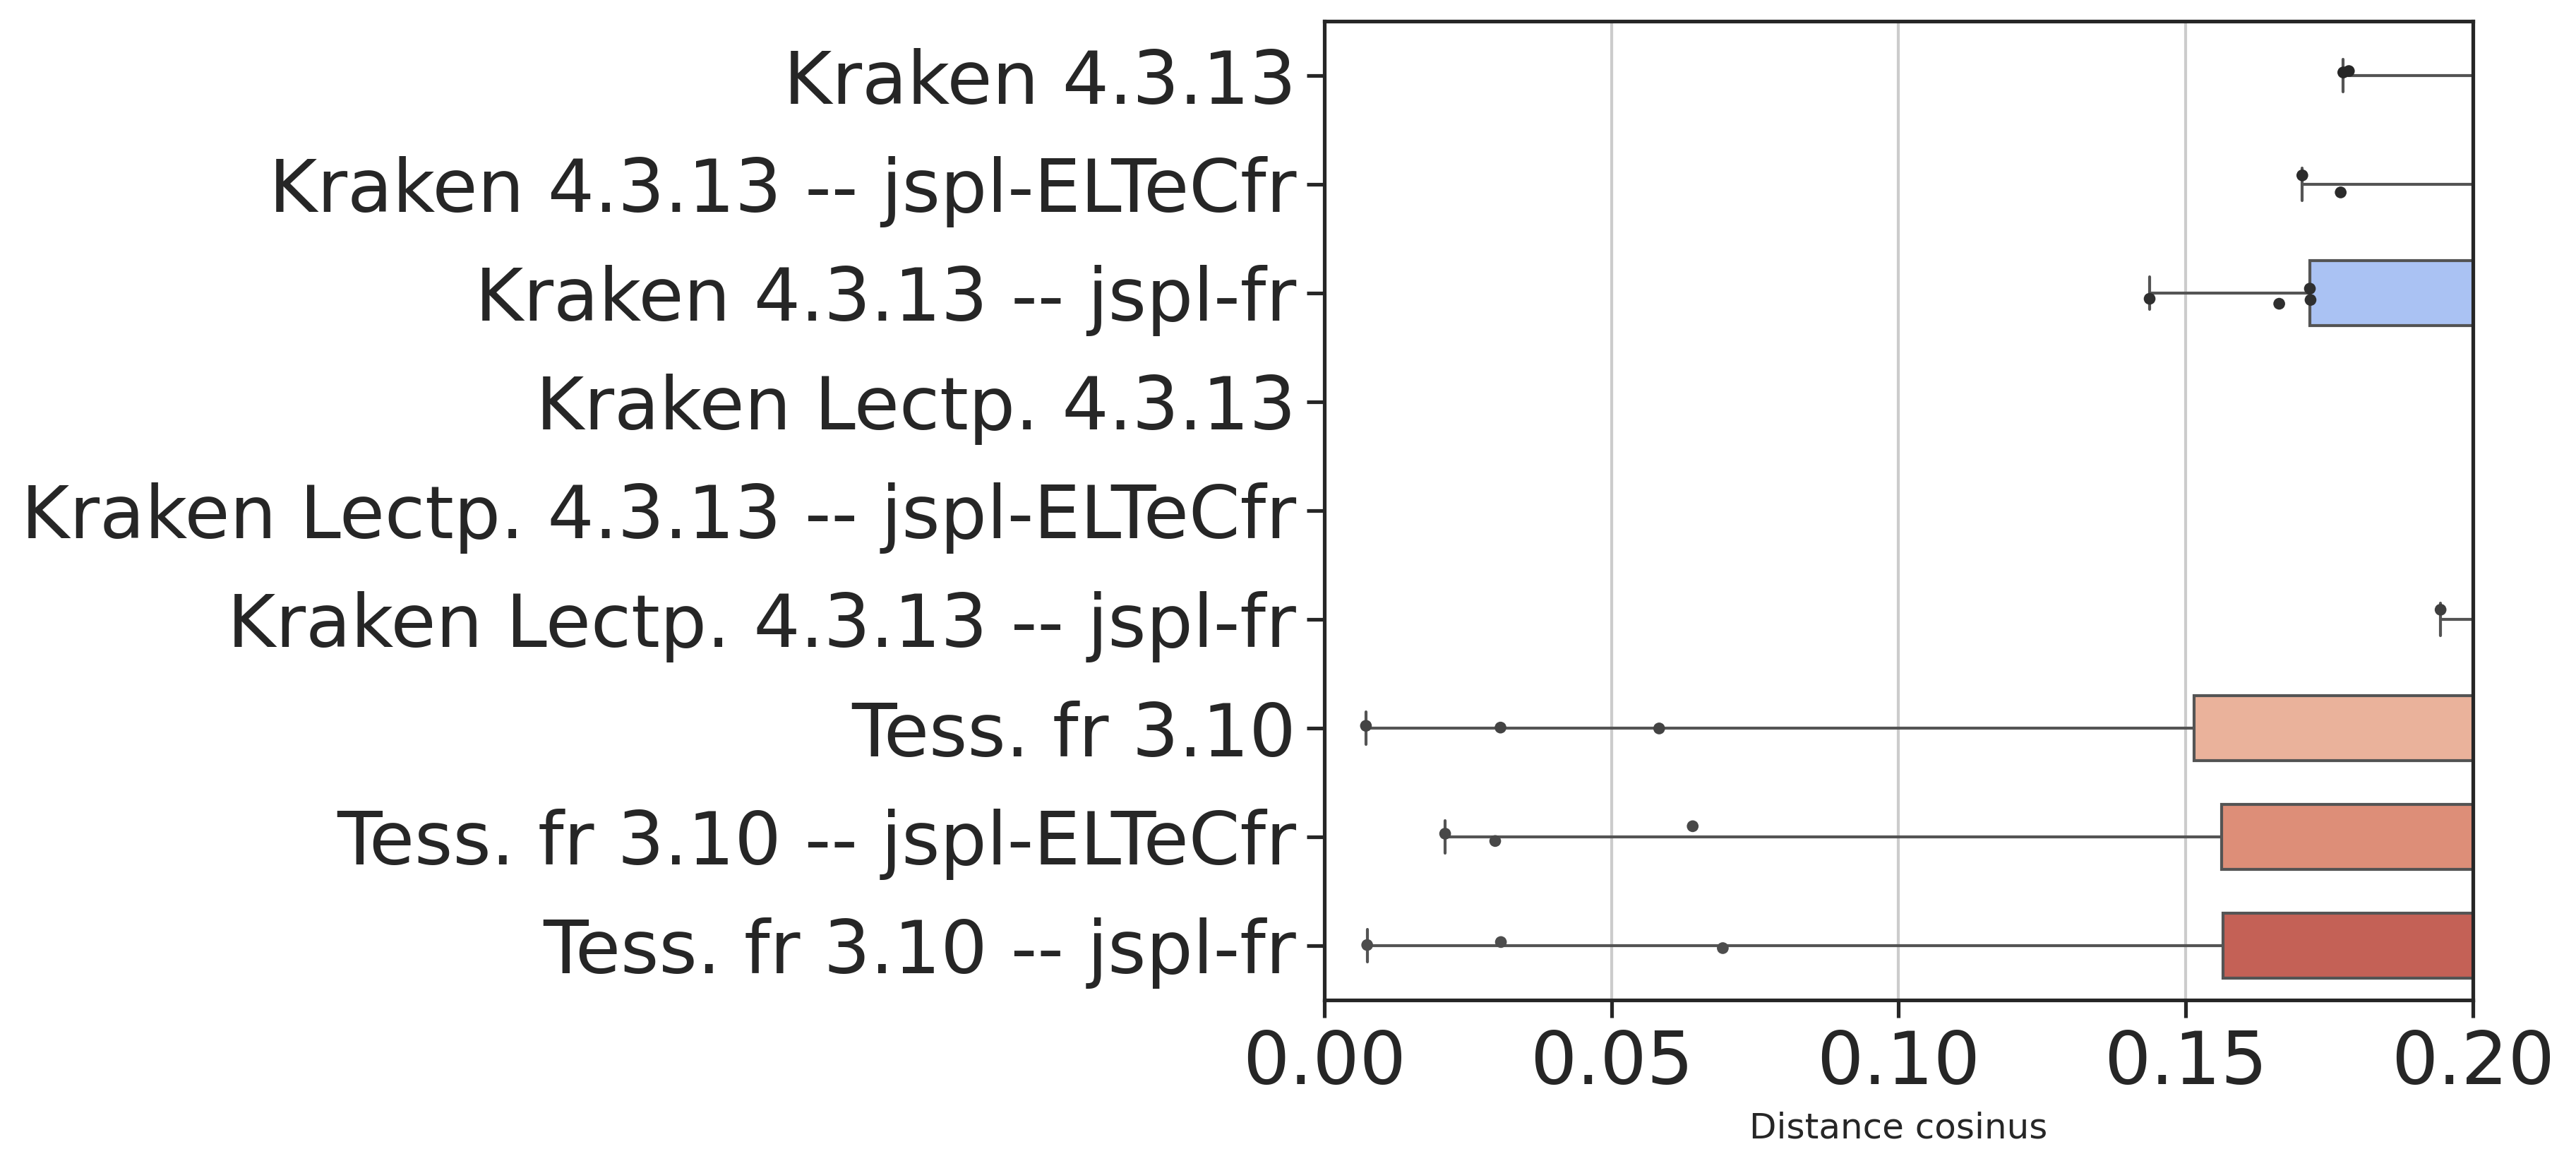 Kraken 4.3.13
Kraken 4.3.13 -- jspl-ELTeCfr
Kraken 4.3.13 -- jspl-fr
Kraken Lectp. 4.3.13
Kraken Lectp. 4.3.13 -- jspl-ELTeCfr
Kraken Lectp. 4.3.13 -- jspl-fr
Tess. fr 3.10
Tess. fr 3.10 -- jspl-ELTeCfr
Tess. fr 3.10 -- jspl-fr
0.00 0.05 0.10 0.15 0.20
Distance cosinus